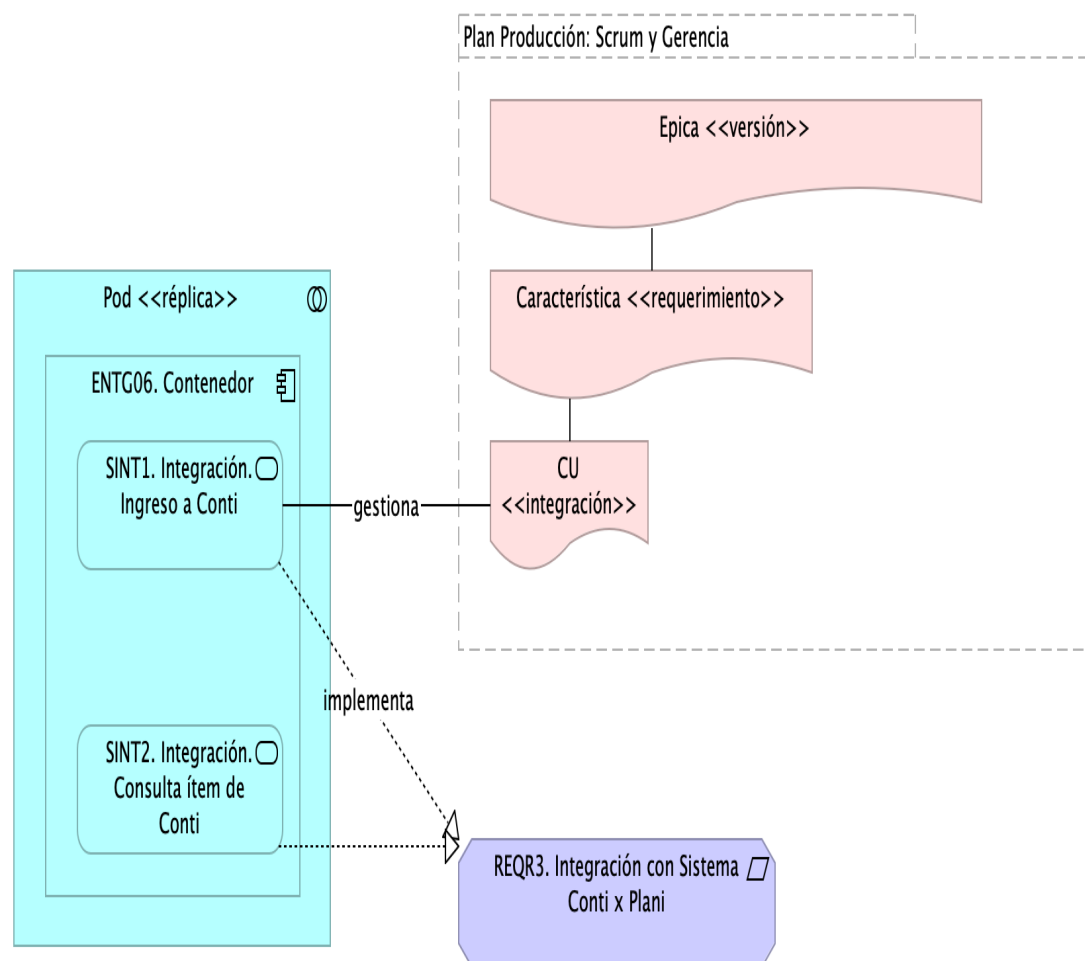 Plan Producción: Scrum y Gerencia
Epica <<versión>>
Pod <<réplica>>
Característica <<requerimiento>>
ENTG06. Contenedor
SINT1. Integración.
Ingreso a Conti
gestiona
CU
<<integración>>
implementa
SINT2. Integración.
Consulta ítem de
Conti
REQR3. Integración con Sistema
Conti x Plani